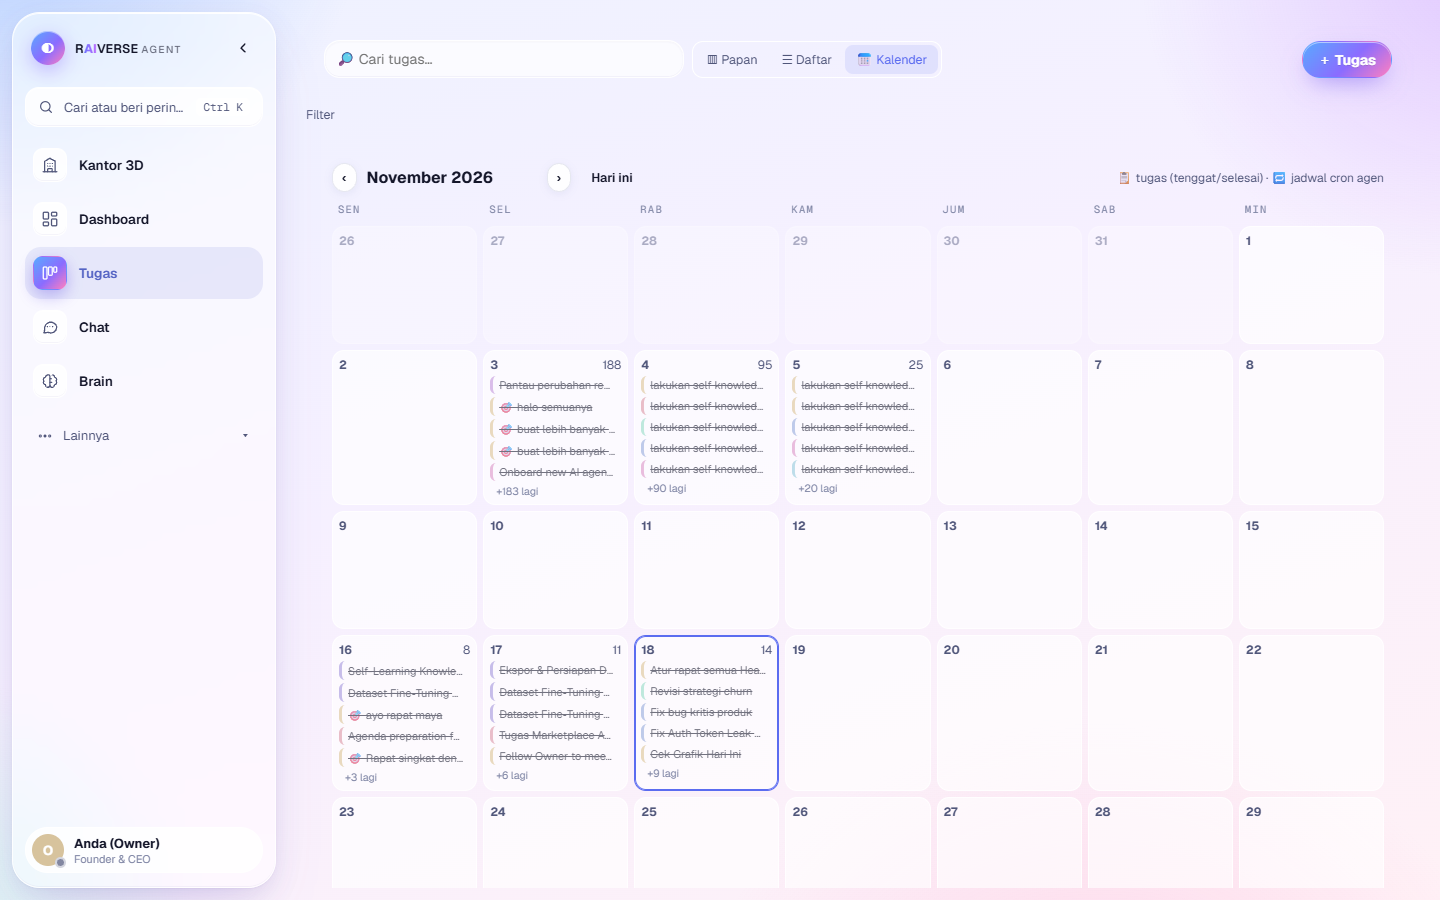 RAIVERSE AGENT
Cari atau beri perin... Ctrl K
Kantor 3D
Dashboard
Tugas
Chat
Brain
Lainnya
Anda (Owner)
Founder & CEO
O
Cari tugas...
Papan
Daftar
Kalender
+ Tugas
Filter
‹ November 2026 › Hari ini
tugas (tenggat/selesai) · jadwal cron agen
SEN SEL RAB KAM JUM SAB MIN
26 27 28 29 30 31 1
2
3 188
Pantau perubahan re...
halo semuanya
buat lebih banyak ...
buat lebih banyak ...
Onboard new AI agen...
+183 lagi
4 95
lakukan self knowled...
lakukan self knowled...
lakukan self knowled...
lakukan self knowled...
lakukan self knowled...
+90 lagi
5 25
lakukan self knowled...
lakukan self knowled...
lakukan self knowled...
lakukan self knowled...
lakukan self knowled...
+20 lagi
6 7 8
9 10 11 12 13 14 15
16 8
Self-Learning Knowle...
Dataset Fine-Tuning ...
ayo rapat maya
Agenda preparation f...
Rapat singkat den...
+3 lagi
17 11
Ekspor & Persiapan D...
Dataset Fine-Tuning ...
Dataset Fine-Tuning ...
Tugas Marketplace A...
Follow Owner to mee...
+6 lagi
18 14
Atur rapat semua Hea...
Revisi strategi churn
Fix bug kritis produk
Fix Auth Token Leak ...
Cek Grafik Hari Ini
+9 lagi
19 20 21 22
23 24 25 26 27 28 29